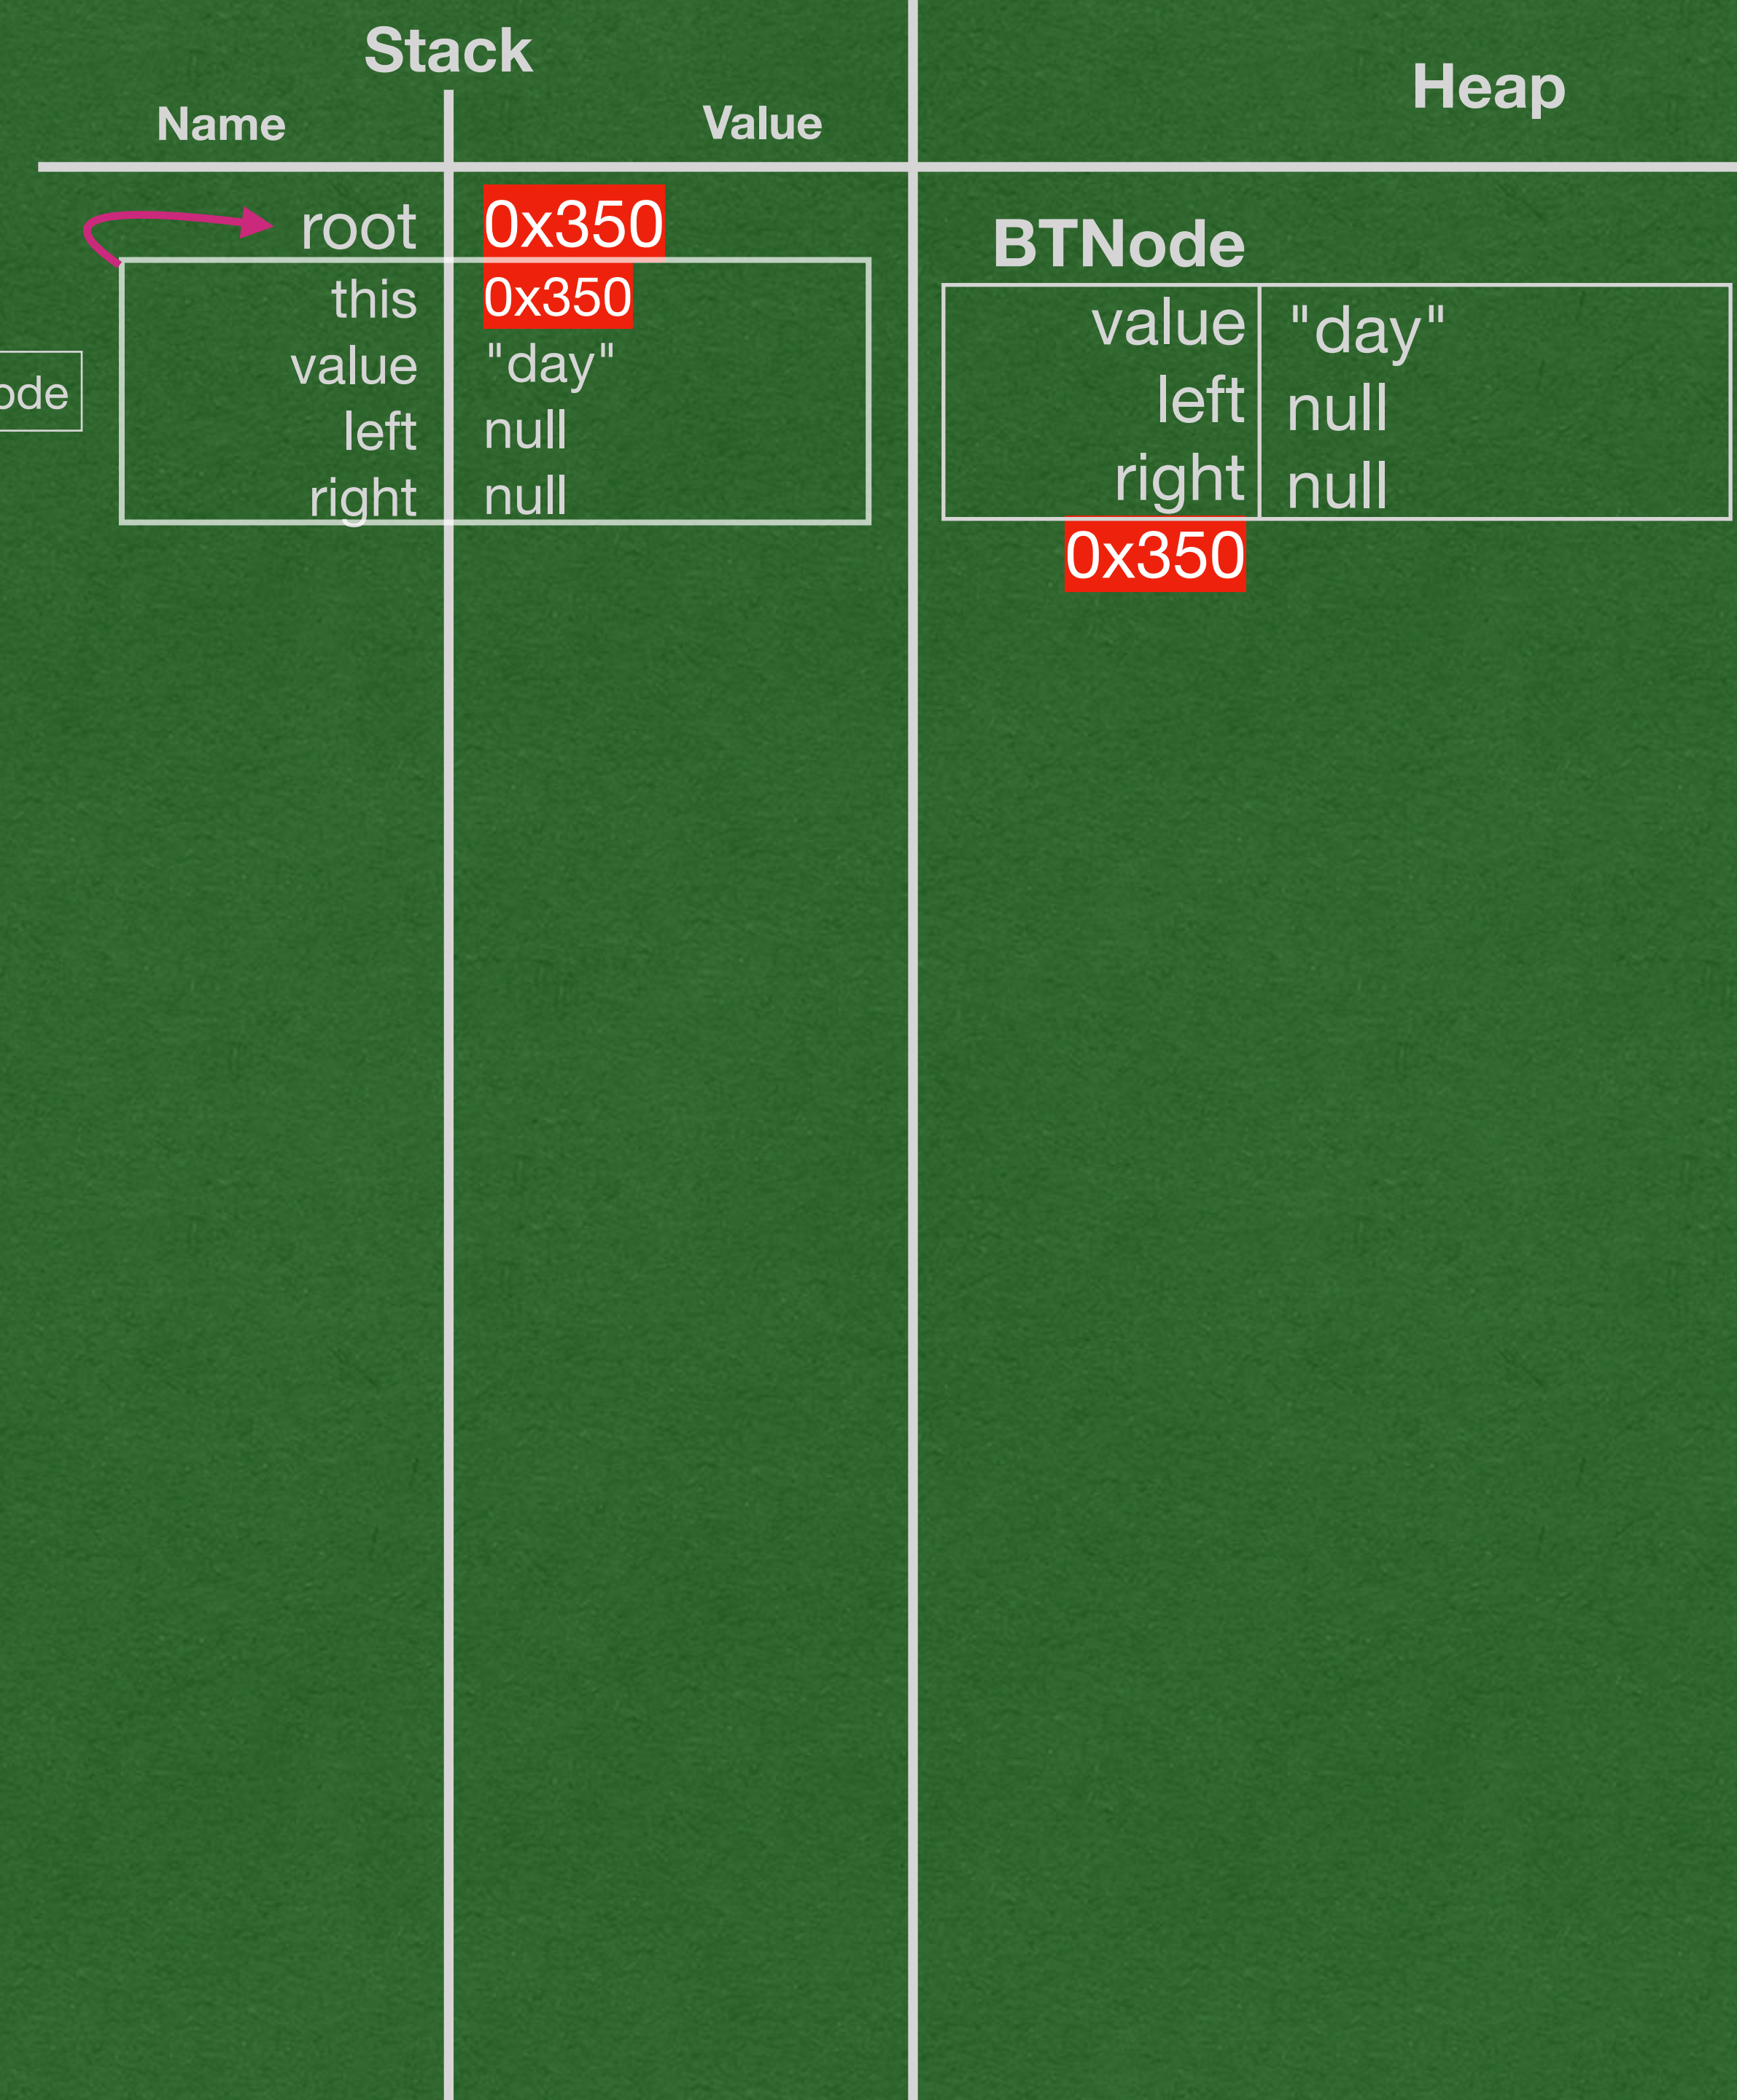 Stack
Name Value
Heap
root 0x350
this 0x350
value "day"
left null
right null
BTNode
value "day"
left null
right null
0x350